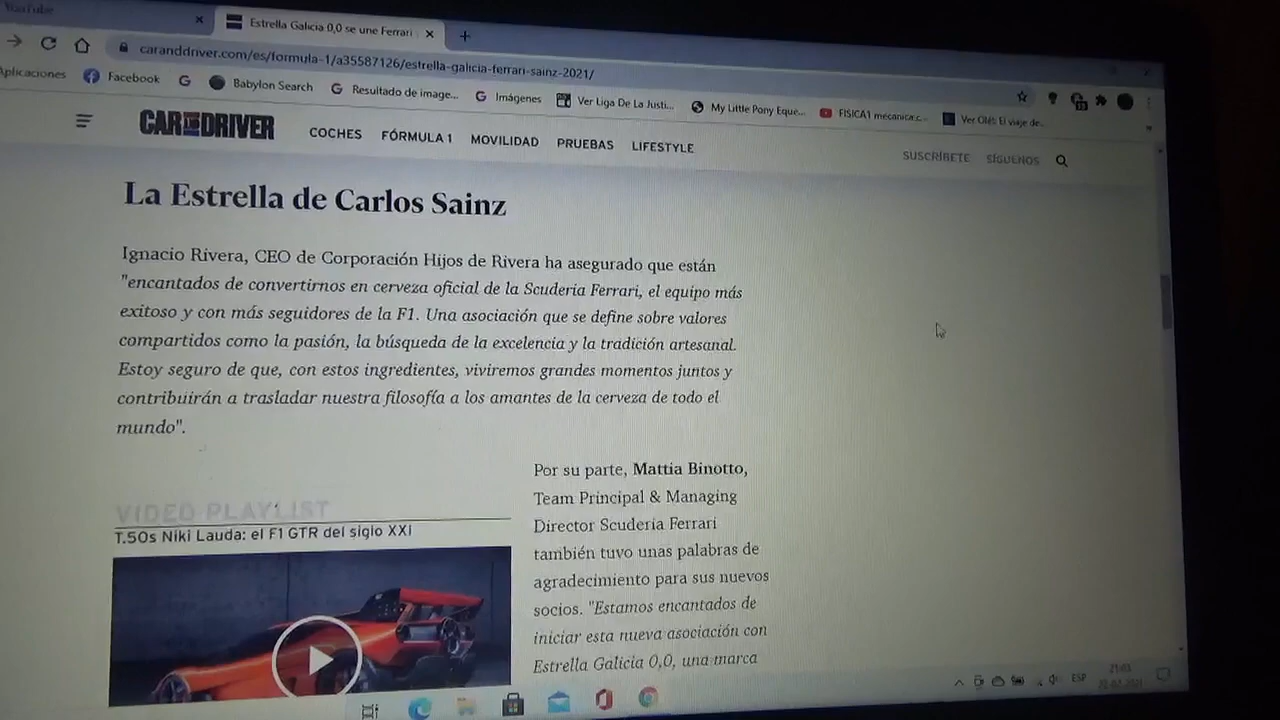 YouTube
Estrella Galicia 0,0 se une Ferrari
caranddriver.com/es/formula-1/a35587126/estrella-galicia-ferrari-sainz-2021/
Aplicaciones Facebook Babylon Search Resultado de image... Imágenes Ver Liga De La Justi... My Little Pony Eque... FISICA1 mecanica:c... Ver Olé: El viaje de...
CAR AND DRIVER COCHES FÓRMULA 1 MOVILIDAD PRUEBAS LIFESTYLE SUSCRÍBETE SÍGUENOS
La Estrella de Carlos Sainz
Ignacio Rivera, CEO de Corporación Hijos de Rivera ha asegurado que están
"encantados de convertirnos en cerveza oficial de la Scuderia Ferrari, el equipo más
exitoso y con más seguidores de la F1. Una asociación que se define sobre valores
compartidos como la pasión, la búsqueda de la excelencia y la tradición artesanal.
Estoy seguro de que, con estos ingredientes, viviremos grandes momentos juntos y
contribuirán a trasladar nuestra filosofía a los amantes de la cerveza de todo el
mundo".
VIDEO PLAYLIST
T.50s Niki Lauda: el F1 GTR del siglo XXI
Por su parte, Mattia Binotto,
Team Principal & Managing
Director Scuderia Ferrari
también tuvo unas palabras de
agradecimiento para sus nuevos
socios. "Estamos encantados de
iniciar esta nueva asociación con
Estrella Galicia 0,0, una marca
ESP
21:03